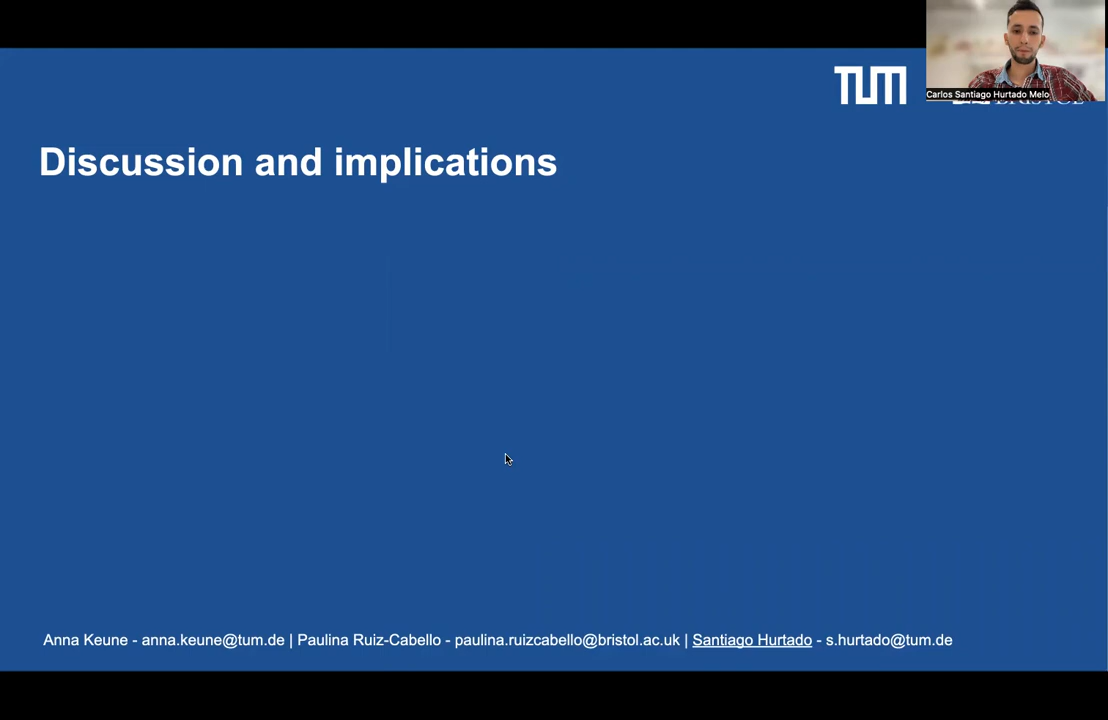 TUM
Carlos Santiago Hurtado Melo
BRISTOL
Discussion and implications
Anna Keune - anna.keune@tum.de | Paulina Ruiz-Cabello - paulina.ruizcabello@bristol.ac.uk | Santiago Hurtado - s.hurtado@tum.de